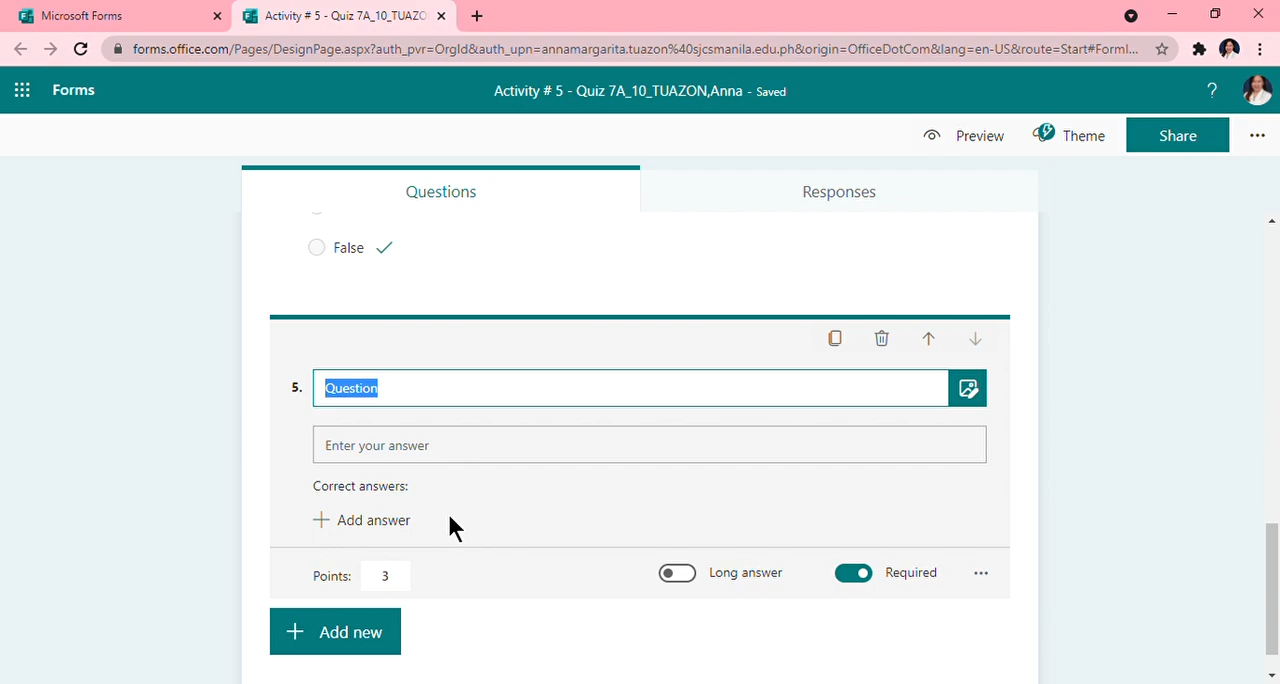 Microsoft Forms
Activity # 5 - Quiz 7A_10_TUAZO
forms.office.com/Pages/DesignPage.aspx?auth_pvr=OrgId&auth_upn=annamargarita.tuazon%40sjcsmanila.edu.ph&origin=OfficeDotCom&lang=en-US&route=Start#FormI...
Forms
Activity # 5 - Quiz 7A_10_TUAZON,Anna - Saved
?
Preview
Theme
Share
Questions
Responses
False
5.
Question
Enter your answer
Correct answers:
Add answer
Points:
3
Long answer
Required
Add new